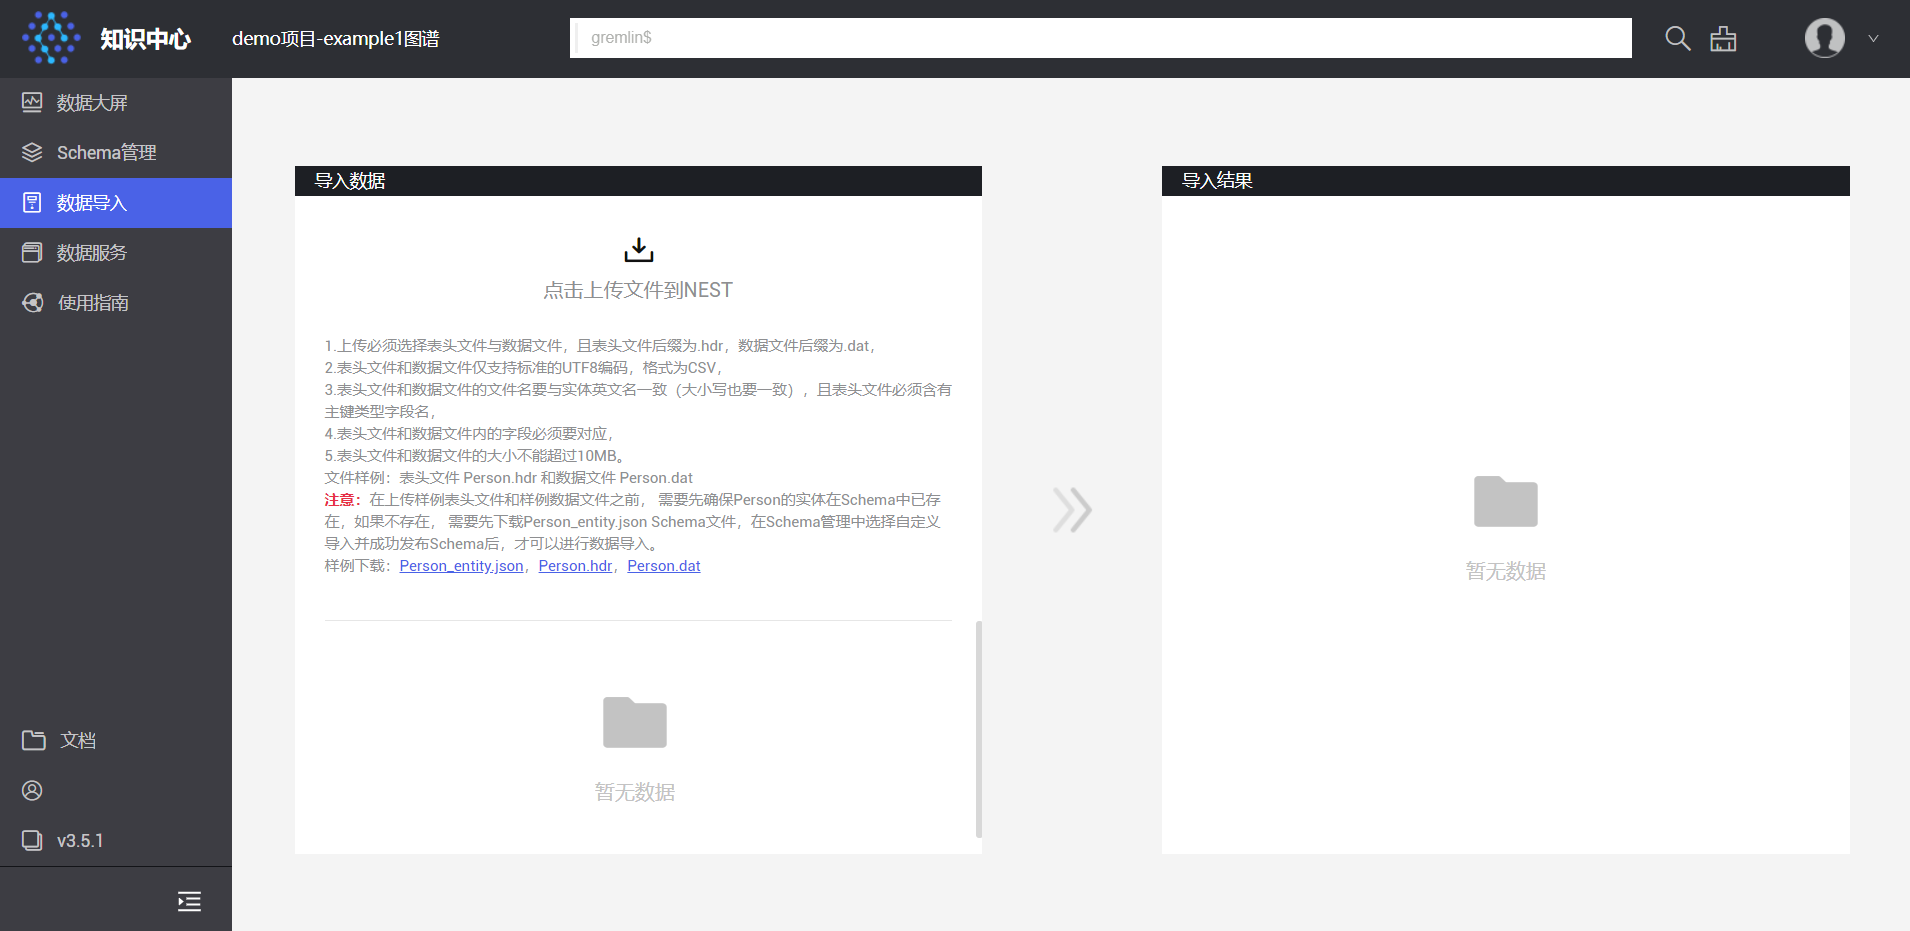 知识中心
demo项目-example1图谱
gremlin$
数据大屏
Schema管理
数据导入
数据服务
使用指南
文档
v3.5.1
导入数据
点击上传文件到NEST
1.上传必须选择表头文件与数据文件，且表头文件后缀为.hdr，数据文件后缀为.dat，
2.表头文件和数据文件仅支持标准的UTF8编码，格式为CSV，
3.表头文件和数据文件的文件名要与实体英文名一致（大小写也要一致），且表头文件必须含有
主键类型字段名，
4.表头文件和数据文件内的字段必须要对应，
5.表头文件和数据文件的大小不能超过10MB。
文件样例：表头文件 Person.hdr 和数据文件 Person.dat
注意：在上传样例表头文件和样例数据文件之前， 需要先确保Person的实体在Schema中已存
在，如果不存在， 需要先下载Person_entity.json Schema文件，在Schema管理中选择自定义
导入并成功发布Schema后，才可以进行数据导入。
样例下载：Person_entity.json，Person.hdr，Person.dat
暂无数据
导入结果
暂无数据